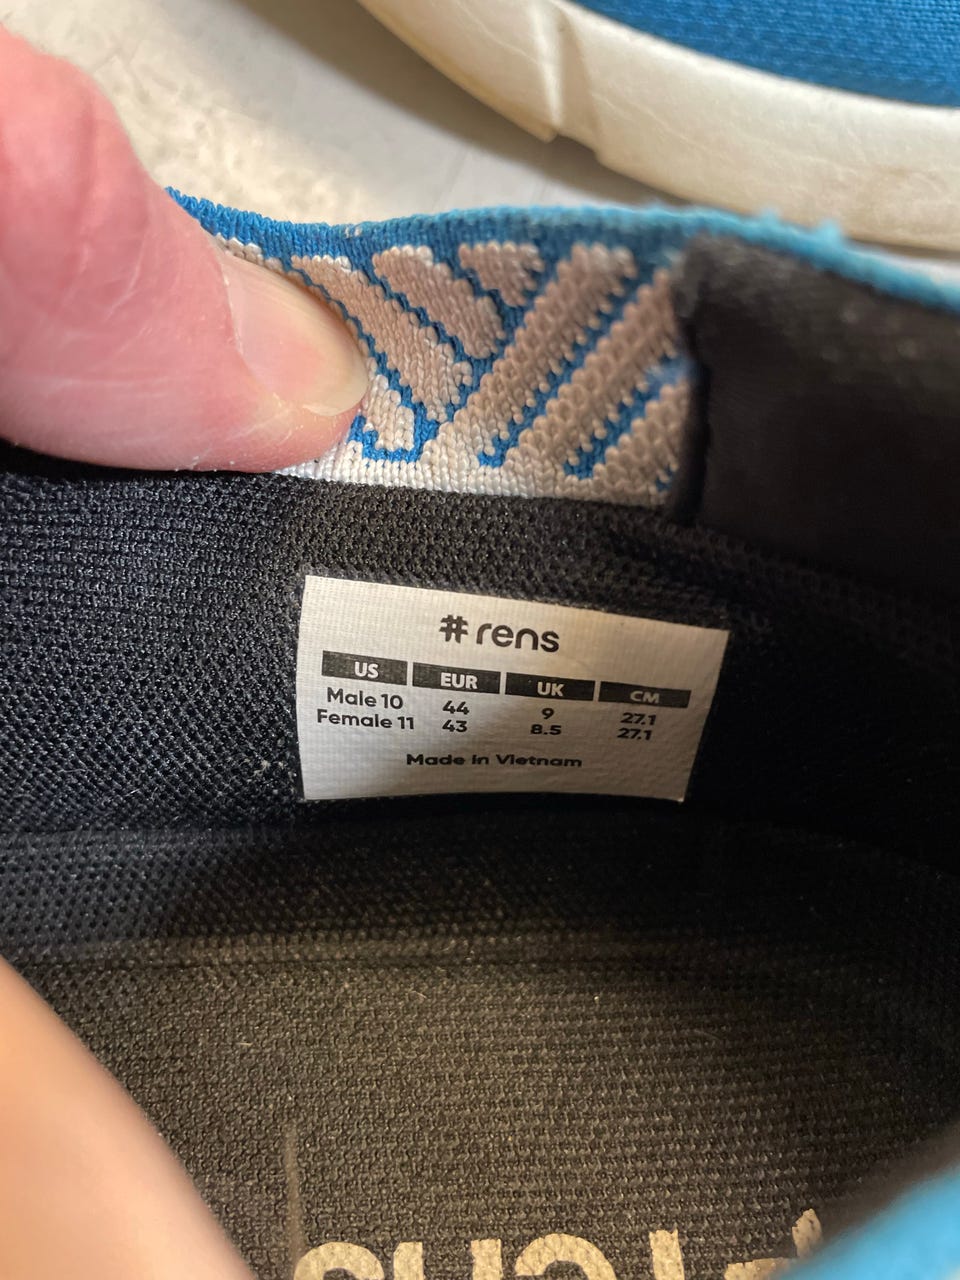 # rens
US EUR UK CM
Male 10 44 9 27.1
Female 11 43 8.5 27.1
Made in Vietnam
rens